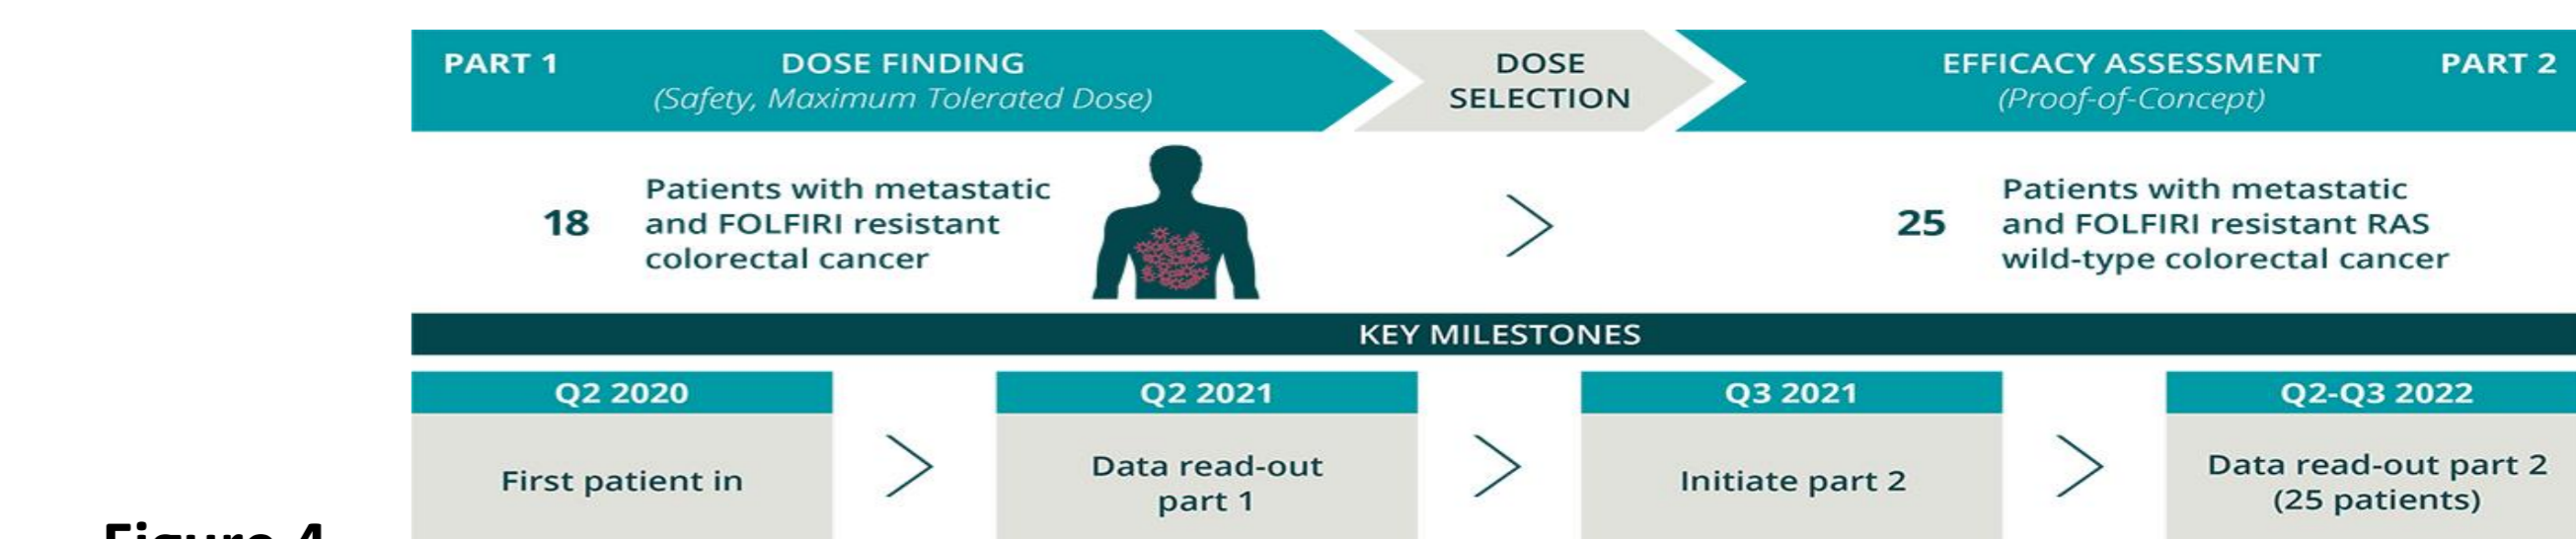 PART 1
DOSE FINDING
(Safety, Maximum Tolerated Dose)
DOSE
SELECTION
EFFICACY ASSESSMENT
(Proof-of-Concept)
PART 2
18
Patients with metastatic
and FOLFIRI resistant
colorectal cancer
>
25
Patients with metastatic
and FOLFIRI resistant RAS
wild-type colorectal cancer
KEY MILESTONES
Q2 2020
First patient in
>
Q2 2021
Data read-out
part 1
>
Q3 2021
Initiate part 2
>
Q2-Q3 2022
Data read-out part 2
(25 patients)
Figure 4